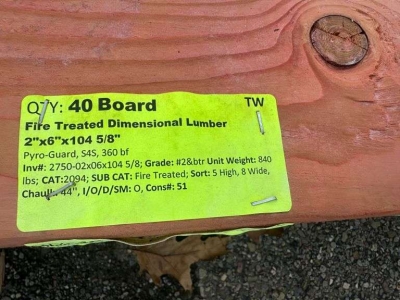 QTY: 40 Board TW
Fire Treated Dimensional Lumber
2"x6"x104 5/8"
Pyro-Guard, S4S, 360 bf
Inv#: 2750-02x06x104 5/8; Grade: #2&btr Unit Weight: 840
lbs; CAT:2094; SUB CAT: Fire Treated; Sort: 5 High, 8 Wide,
Chaulk: 44", I/O/D/SM: O, Cons#: 51